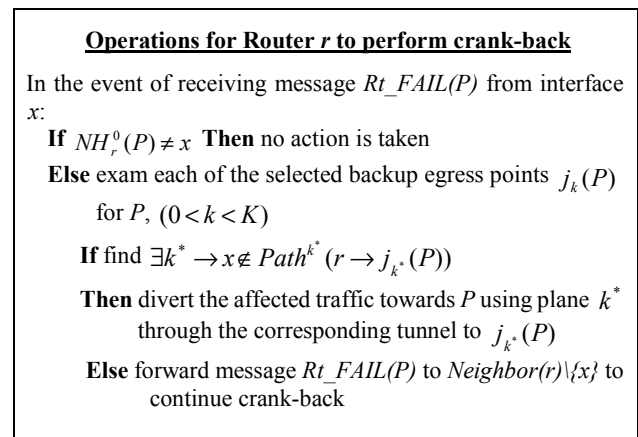 Operations for Router r to perform crank-back
In the event of receiving message Rt_FAIL(P) from interface
x:
If NH_r^0(P) ≠ x Then no action is taken
Else exam each of the selected backup egress points j_k(P)
for P, (0 < k < K)
If find ∃k^* → x ∉ Path^{k^*}(r → j_{k^*}(P))
Then divert the affected traffic towards P using plane k^*
through the corresponding tunnel to j_{k^*}(P)
Else forward message Rt_FAIL(P) to Neighbor(r)\{x} to
continue crank-back